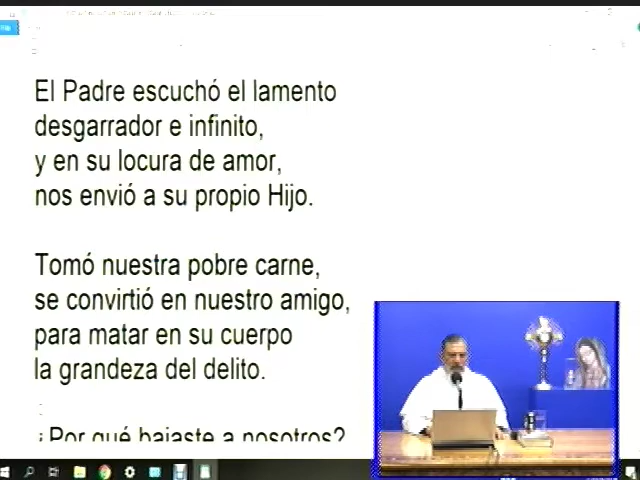 El Padre escuchó el lamento
desgarrador e infinito,
y en su locura de amor,
nos envió a su propio Hijo.
Tomó nuestra pobre carne,
se convirtió en nuestro amigo,
para matar en su cuerpo
la grandeza del delito.
¿Por qué bajaste a nosotros?